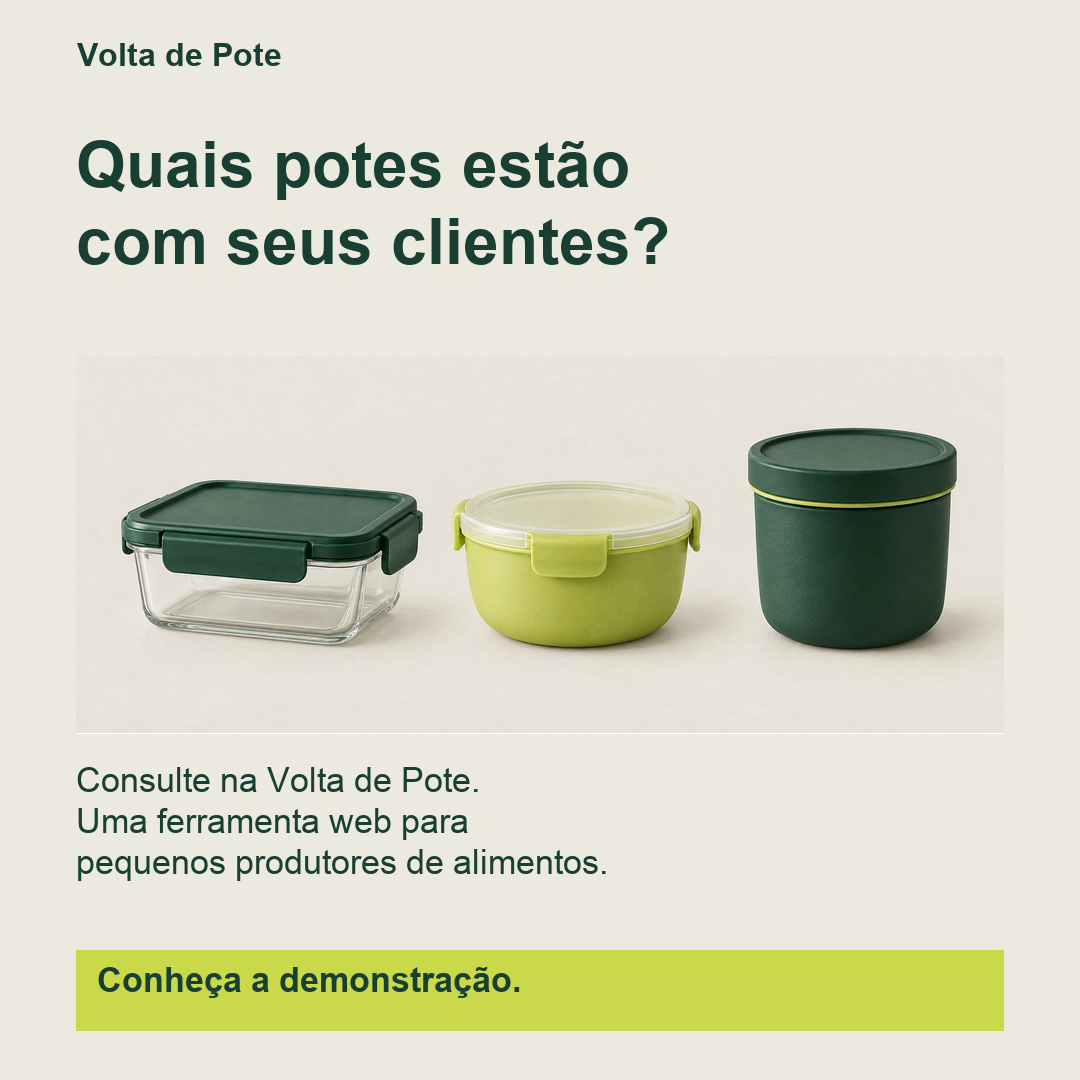 Volta de Pote
Quais potes estão
com seus clientes?
Consulte na Volta de Pote.
Uma ferramenta web para
pequenos produtores de alimentos.
Conheça a demonstração.